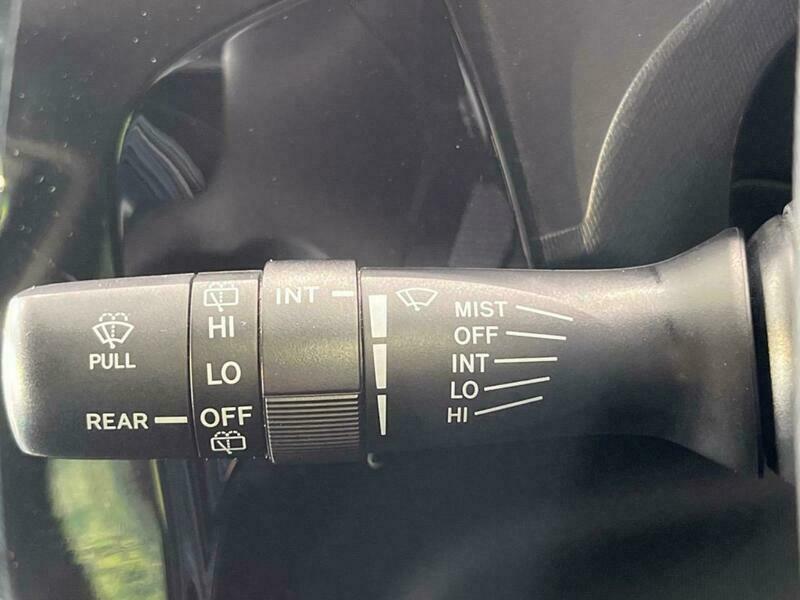 PULL
REAR
HI
LO
OFF
INT
MIST
OFF
INT
LO
HI